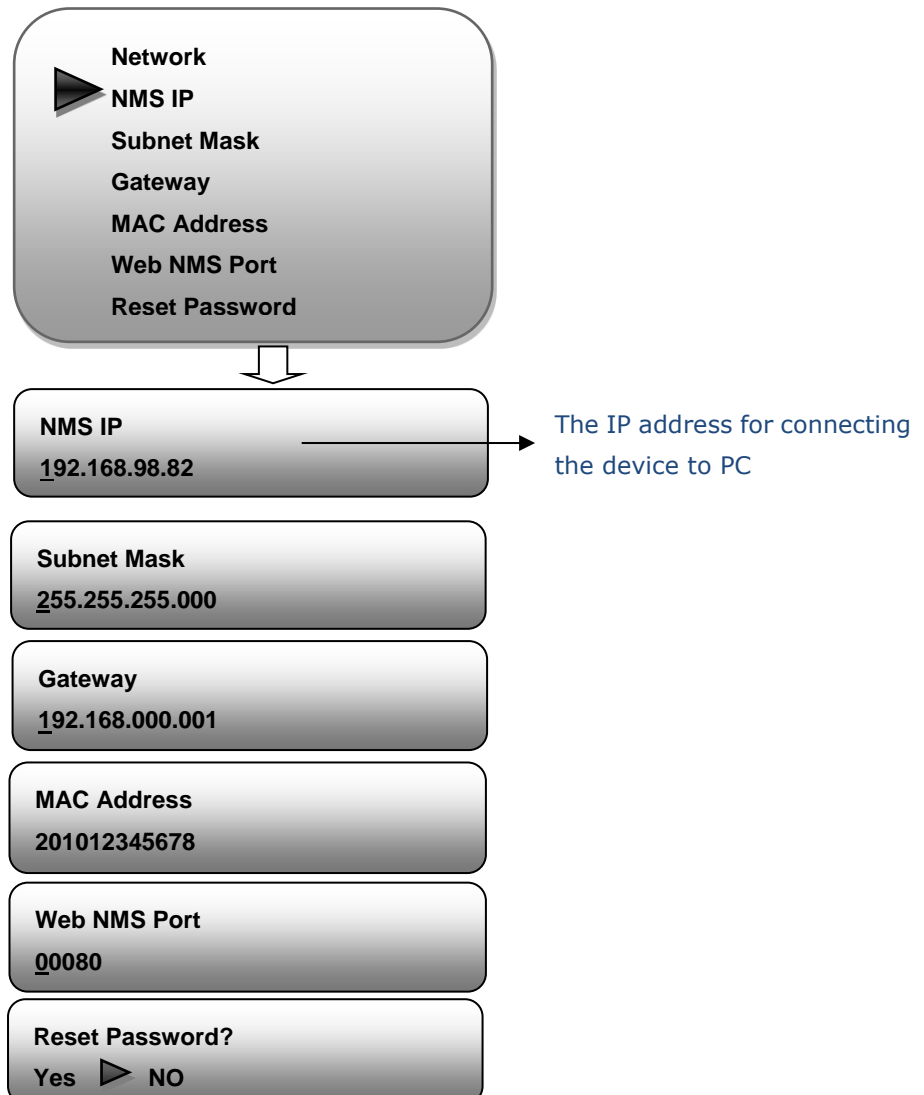 Network
NMS IP
Subnet Mask
Gateway
MAC Address
Web NMS Port
Reset Password
NMS IP
192.168.98.82
The IP address for connecting
the device to PC
Subnet Mask
255.255.255.000
Gateway
192.168.000.001
MAC Address
201012345678
Web NMS Port
00080
Reset Password?
Yes NO